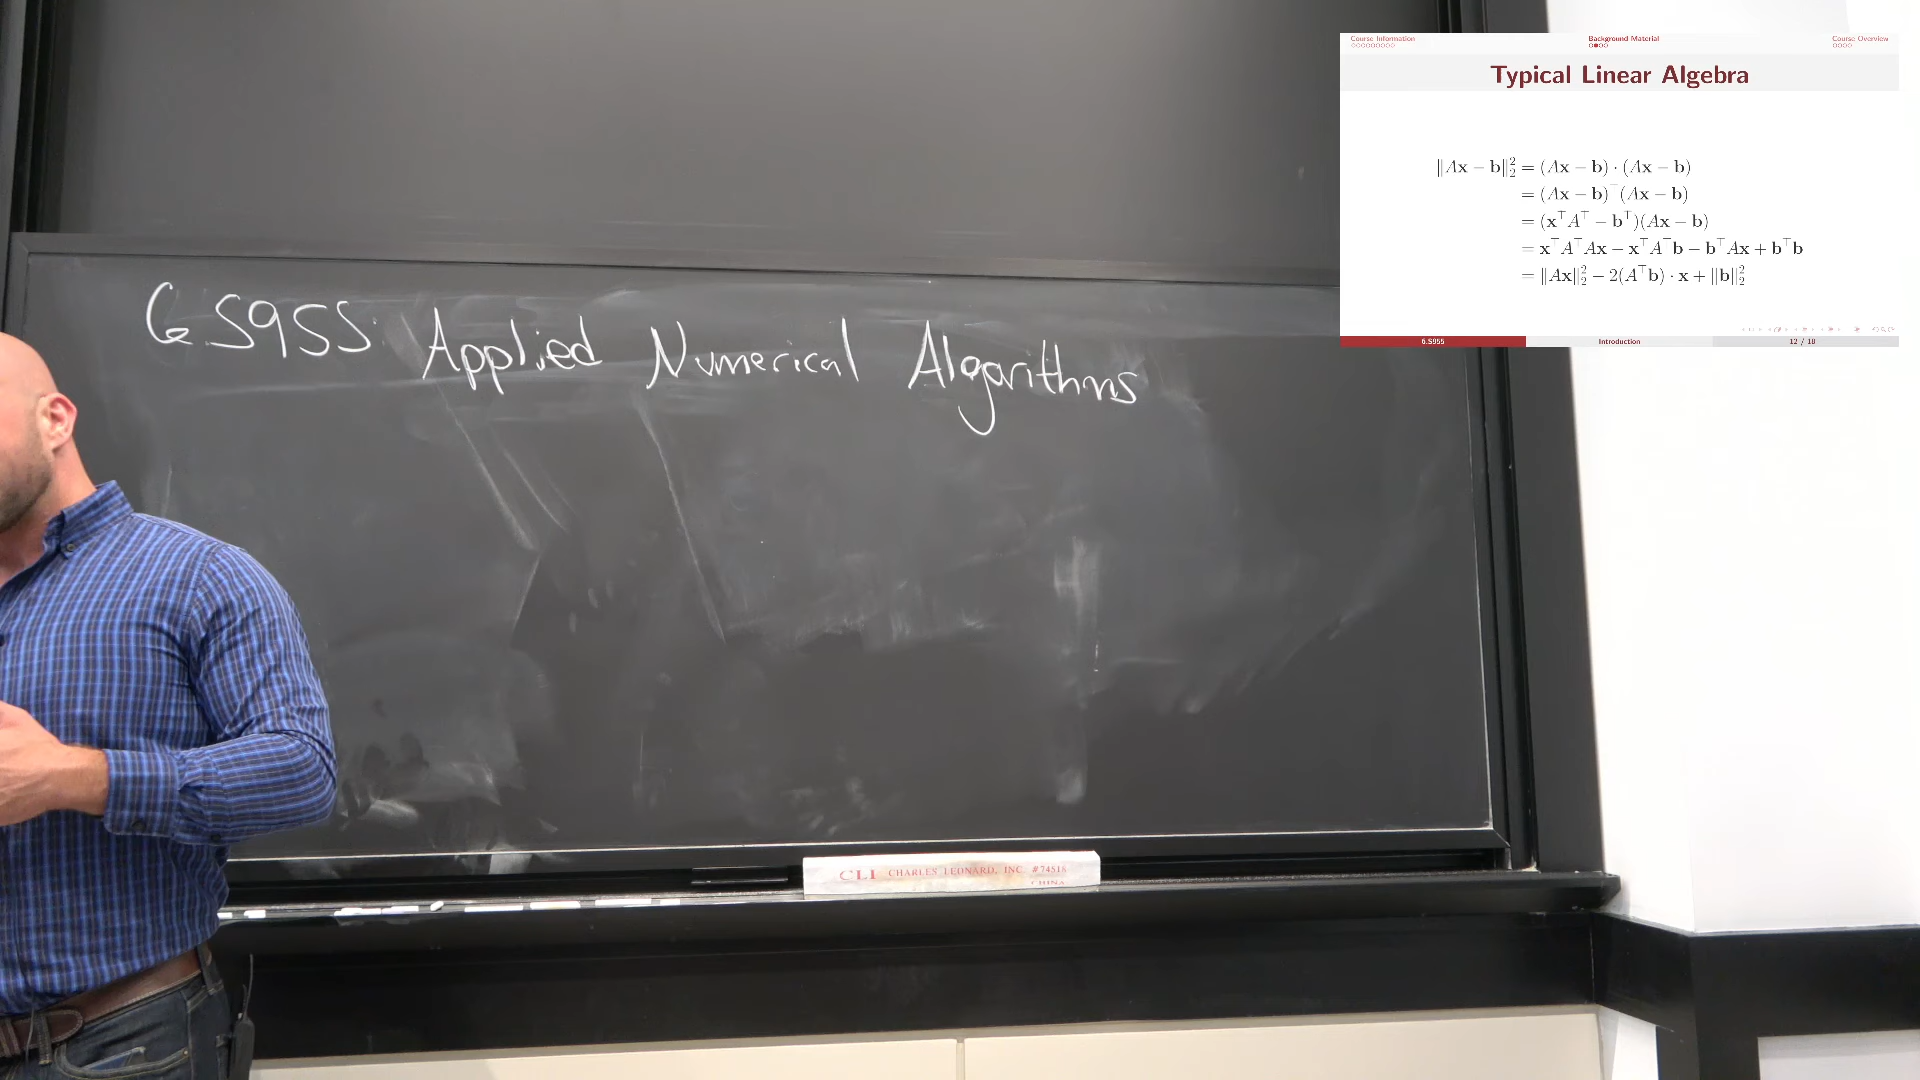 6.S955: Applied Numerical Algorithms
Course Information
Background Material
Course Overview
Typical Linear Algebra
‖Ax − b‖₂² = (Ax − b) · (Ax − b)
= (Ax − b)ᵀ(Ax − b)
= (xᵀAᵀ − bᵀ)(Ax − b)
= xᵀAᵀAx − xᵀAᵀb − bᵀAx + bᵀb
= ‖Ax‖₂² − 2(Aᵀb) · x + ‖b‖₂²
6.S955
Introduction
12 / 18
CLI CHARLES LEONARD, INC. #74518
CHINA